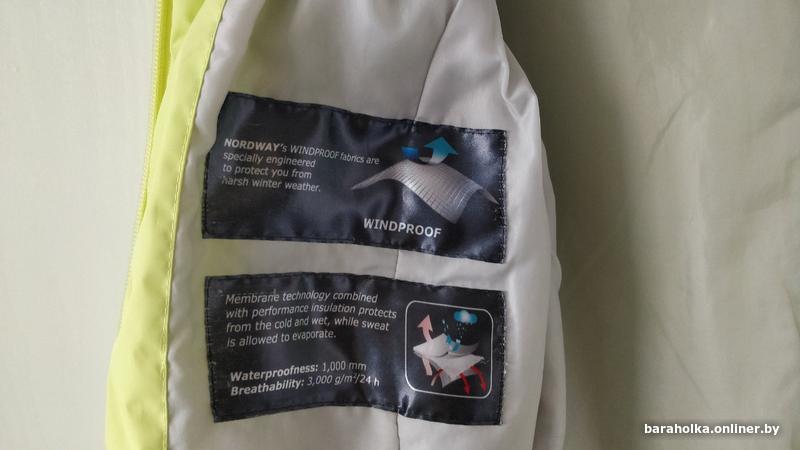 NORDWAY's WINDPROOF fabrics are
specially engineered
to protect you from
harsh winter weather.
WINDPROOF
Membrane technology combined
with performance insulation protects
from the cold and wet, while sweat
is allowed to evaporate.
Waterproofness: 1,000 mm
Breathability: 3,000 g/m²/24 h
baraholka.onliner.by